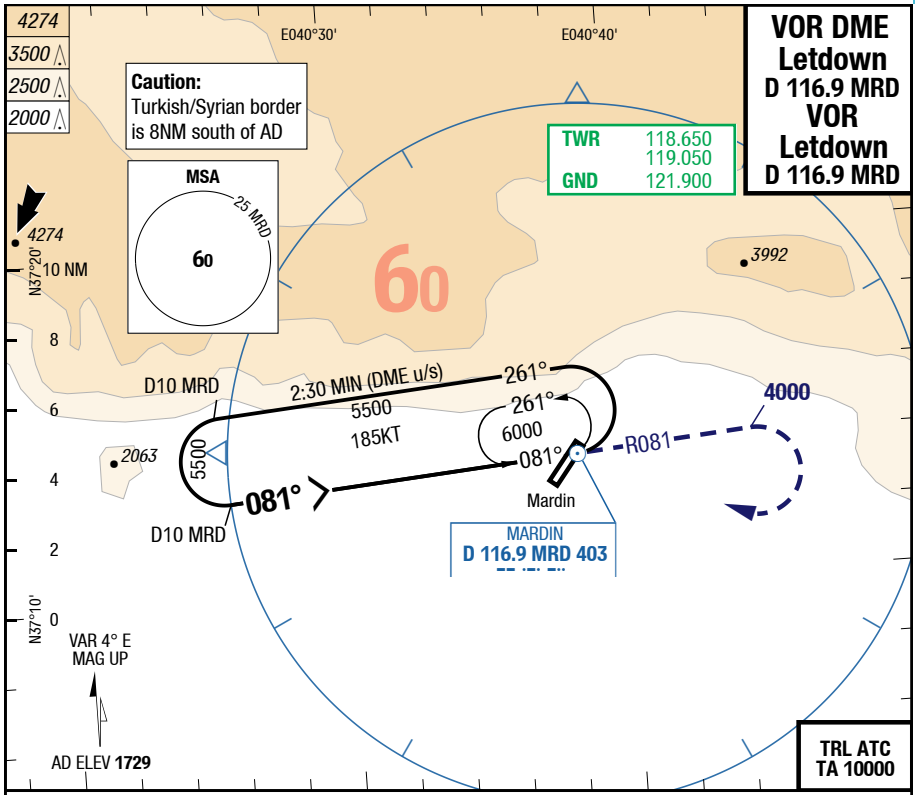 4274
3500
2500
2000
E040°30'
E040°40'
VOR DME
Letdown
D 116.9 MRD
VOR
Letdown
D 116.9 MRD
Caution:
Turkish/Syrian border
is 8NM south of AD
TWR 118.650
119.050
GND 121.900
MSA
25 MRD
60
4274
N37°20'
10 NM
60
3992
8
D10 MRD
2:30 MIN (DME u/s)
261°
5500
261°
4000
6
185KT
6000
R081
2063
4
5500
081°
081°
Mardin
D10 MRD
MARDIN
D 116.9 MRD 403
2
N37°10'
0
VAR 4° E
MAG UP
AD ELEV 1729
TRL ATC
TA 10000